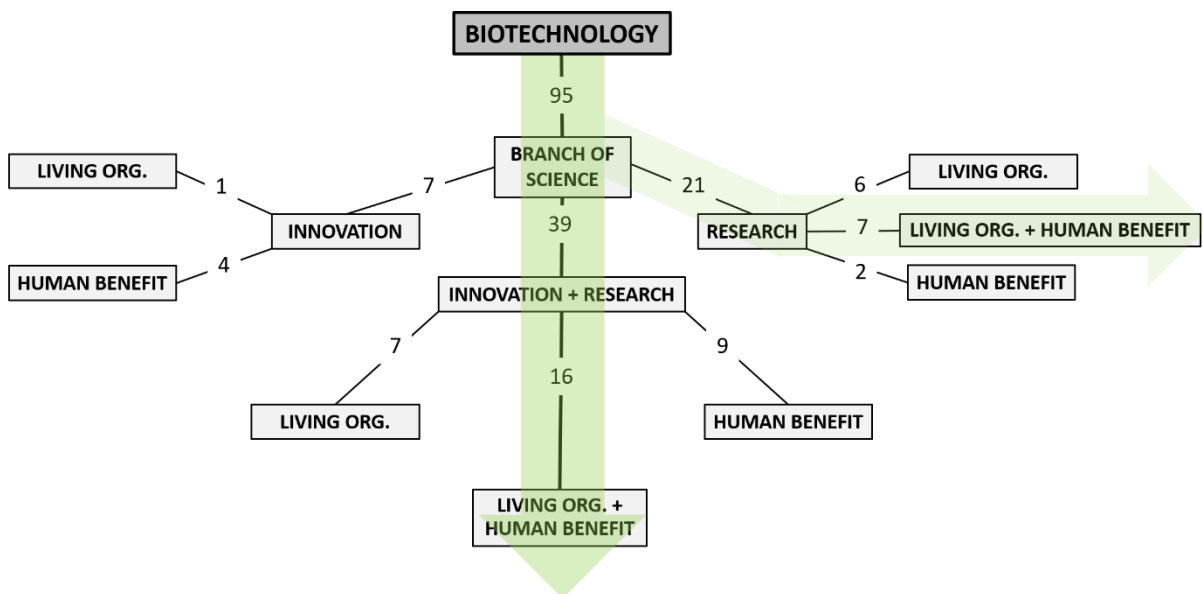 BIOTECHNOLOGY
95
BRANCH OF
SCIENCE
LIVING ORG.
1
7
21
6
LIVING ORG.
INNOVATION
39
RESEARCH
7
LIVING ORG. + HUMAN BENEFIT
HUMAN BENEFIT
4
2
HUMAN BENEFIT
INNOVATION + RESEARCH
7
16
9
LIVING ORG.
HUMAN BENEFIT
LIVING ORG. +
HUMAN BENEFIT